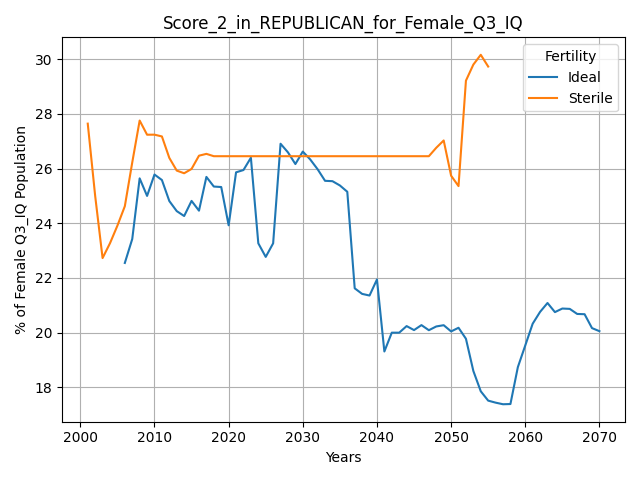 Score_2_in_REPUBLICAN_for_Female_Q3_IQ
% of Female Q3_IQ Population
30
28
26
24
22
20
18
Fertility
Ideal
Sterile
2000 2010 2020 2030 2040 2050 2060 2070
Years